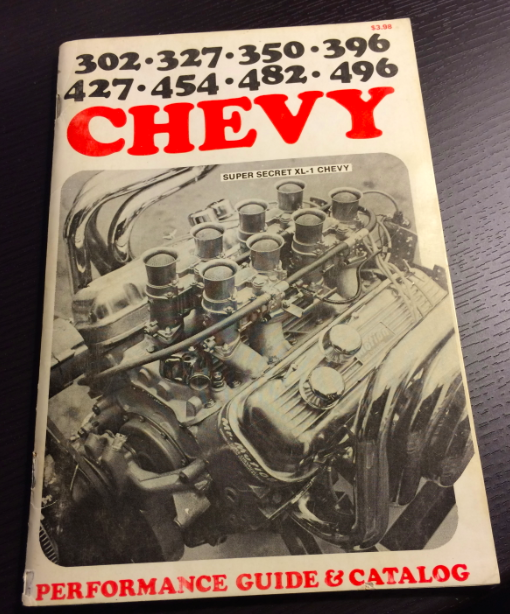 $3.98
302·327·350·396
427·454·482·496
CHEVY
SUPER SECRET XL-1 CHEVY
PERFORMANCE GUIDE & CATALOG